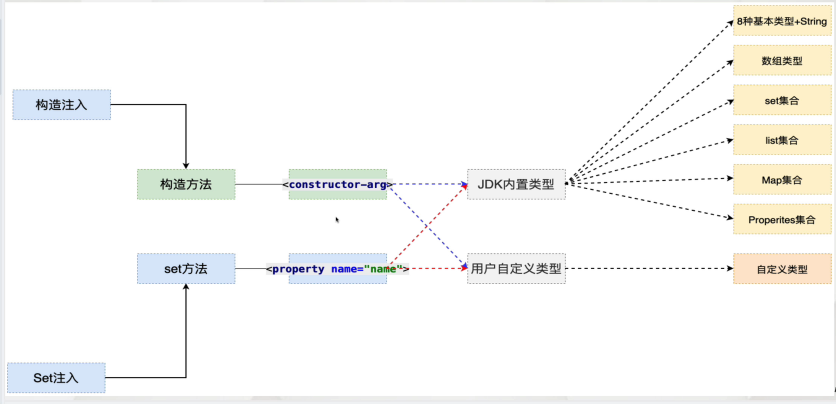 8种基本类型+String
数组类型
构造注入
set集合
list集合
构造方法
<constructor-arg>
JDK内置类型
Map集合
Properites集合
set方法
<property name="name">
用户自定义类型
自定义类型
Set注入